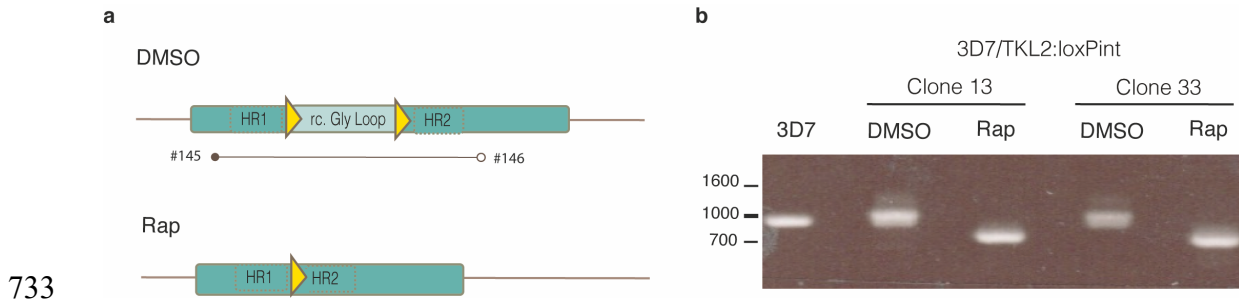 a
DMSO
HR1 rc. Gly Loop HR2
#145 #146
Rap
HR1 HR2
b
3D7/TKL2:loxPint
Clone 13 Clone 33
3D7 DMSO Rap DMSO Rap
1600
1000
700
733